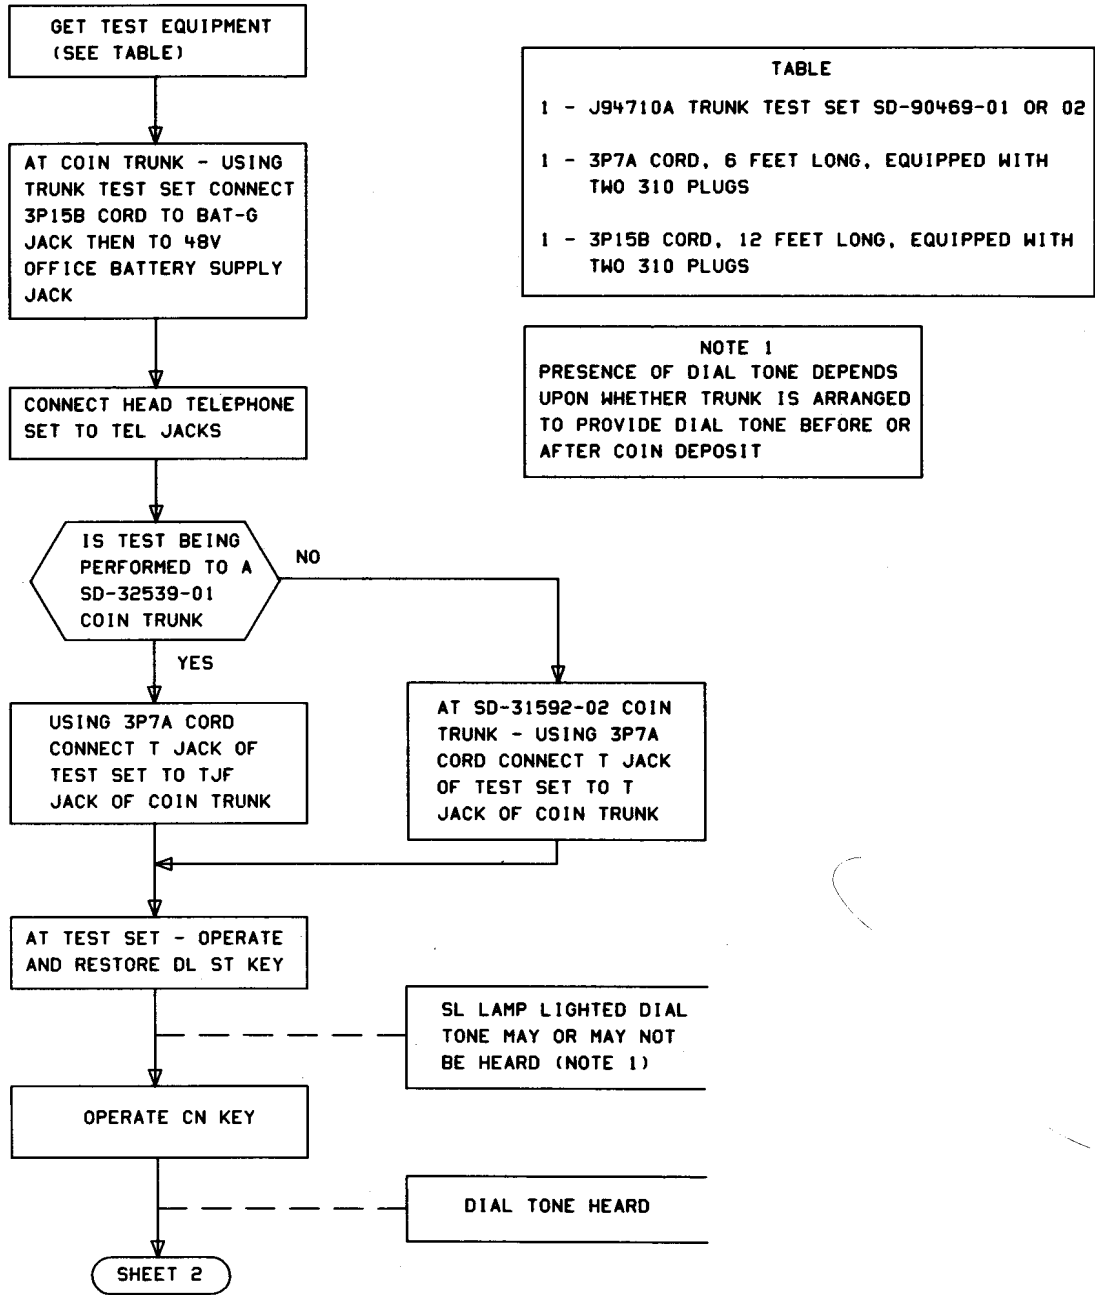 GET TEST EQUIPMENT
(SEE TABLE)
TABLE
1 - J94710A TRUNK TEST SET SD-90469-01 OR 02
1 - 3P7A CORD, 6 FEET LONG, EQUIPPED WITH
TWO 310 PLUGS
1 - 3P15B CORD, 12 FEET LONG, EQUIPPED WITH
TWO 310 PLUGS
AT COIN TRUNK - USING
TRUNK TEST SET CONNECT
3P15B CORD TO BAT-G
JACK THEN TO 48V
OFFICE BATTERY SUPPLY
JACK
NOTE 1
PRESENCE OF DIAL TONE DEPENDS
UPON WHETHER TRUNK IS ARRANGED
TO PROVIDE DIAL TONE BEFORE OR
AFTER COIN DEPOSIT
CONNECT HEAD TELEPHONE
SET TO TEL JACKS
IS TEST BEING
PERFORMED TO A
SD-32539-01
COIN TRUNK
NO
YES
USING 3P7A CORD
CONNECT T JACK OF
TEST SET TO TJF
JACK OF COIN TRUNK
AT SD-31592-02 COIN
TRUNK - USING 3P7A
CORD CONNECT T JACK
OF TEST SET TO T
JACK OF COIN TRUNK
AT TEST SET - OPERATE
AND RESTORE DL ST KEY
SL LAMP LIGHTED DIAL
TONE MAY OR MAY NOT
BE HEARD (NOTE 1)
OPERATE CN KEY
DIAL TONE HEARD
SHEET 2